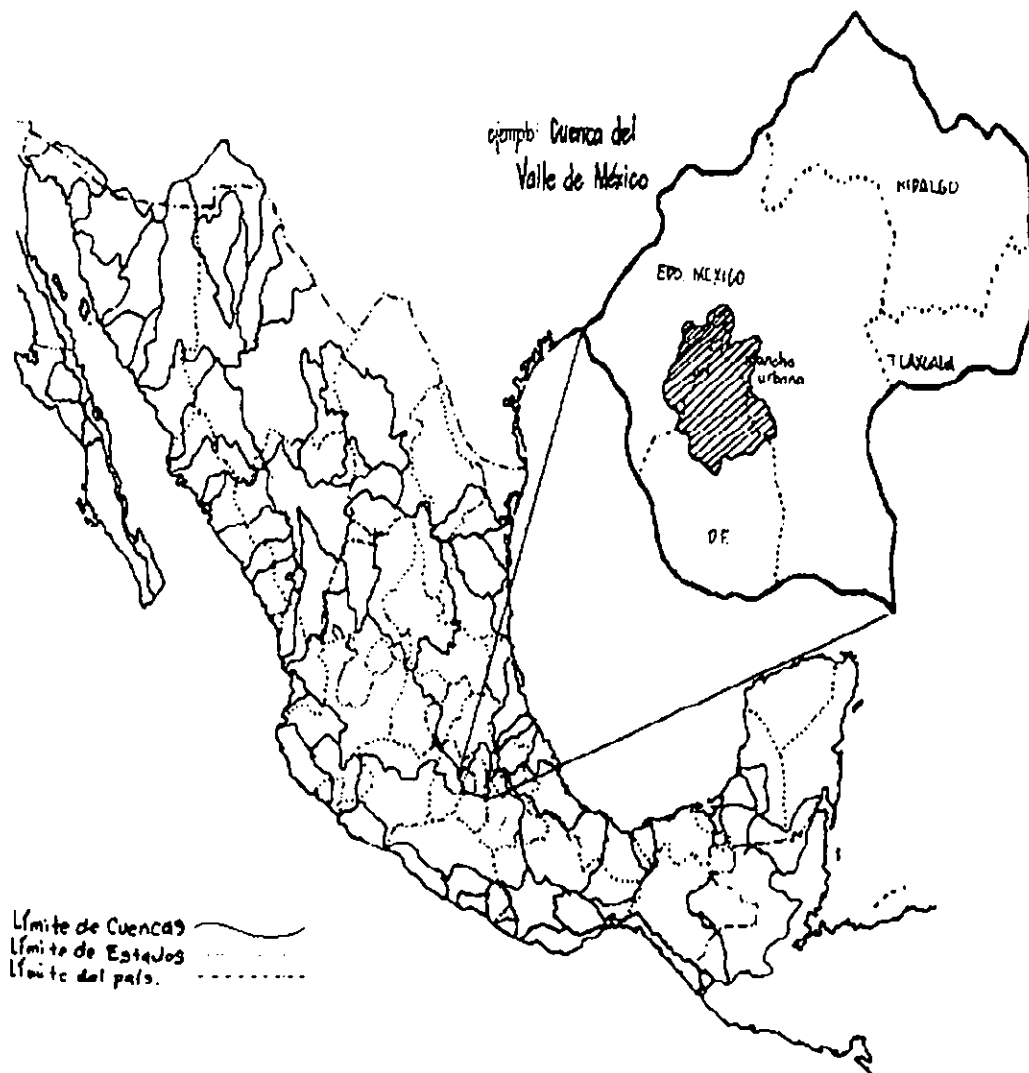 ejemplo: Cuenca del
Valle de México
HIDALGO
EDO. MEXICO
TLAXCALA
mancha
urbana
D.F.
Límite de Cuencas
Límite de Estados
Límite del país.